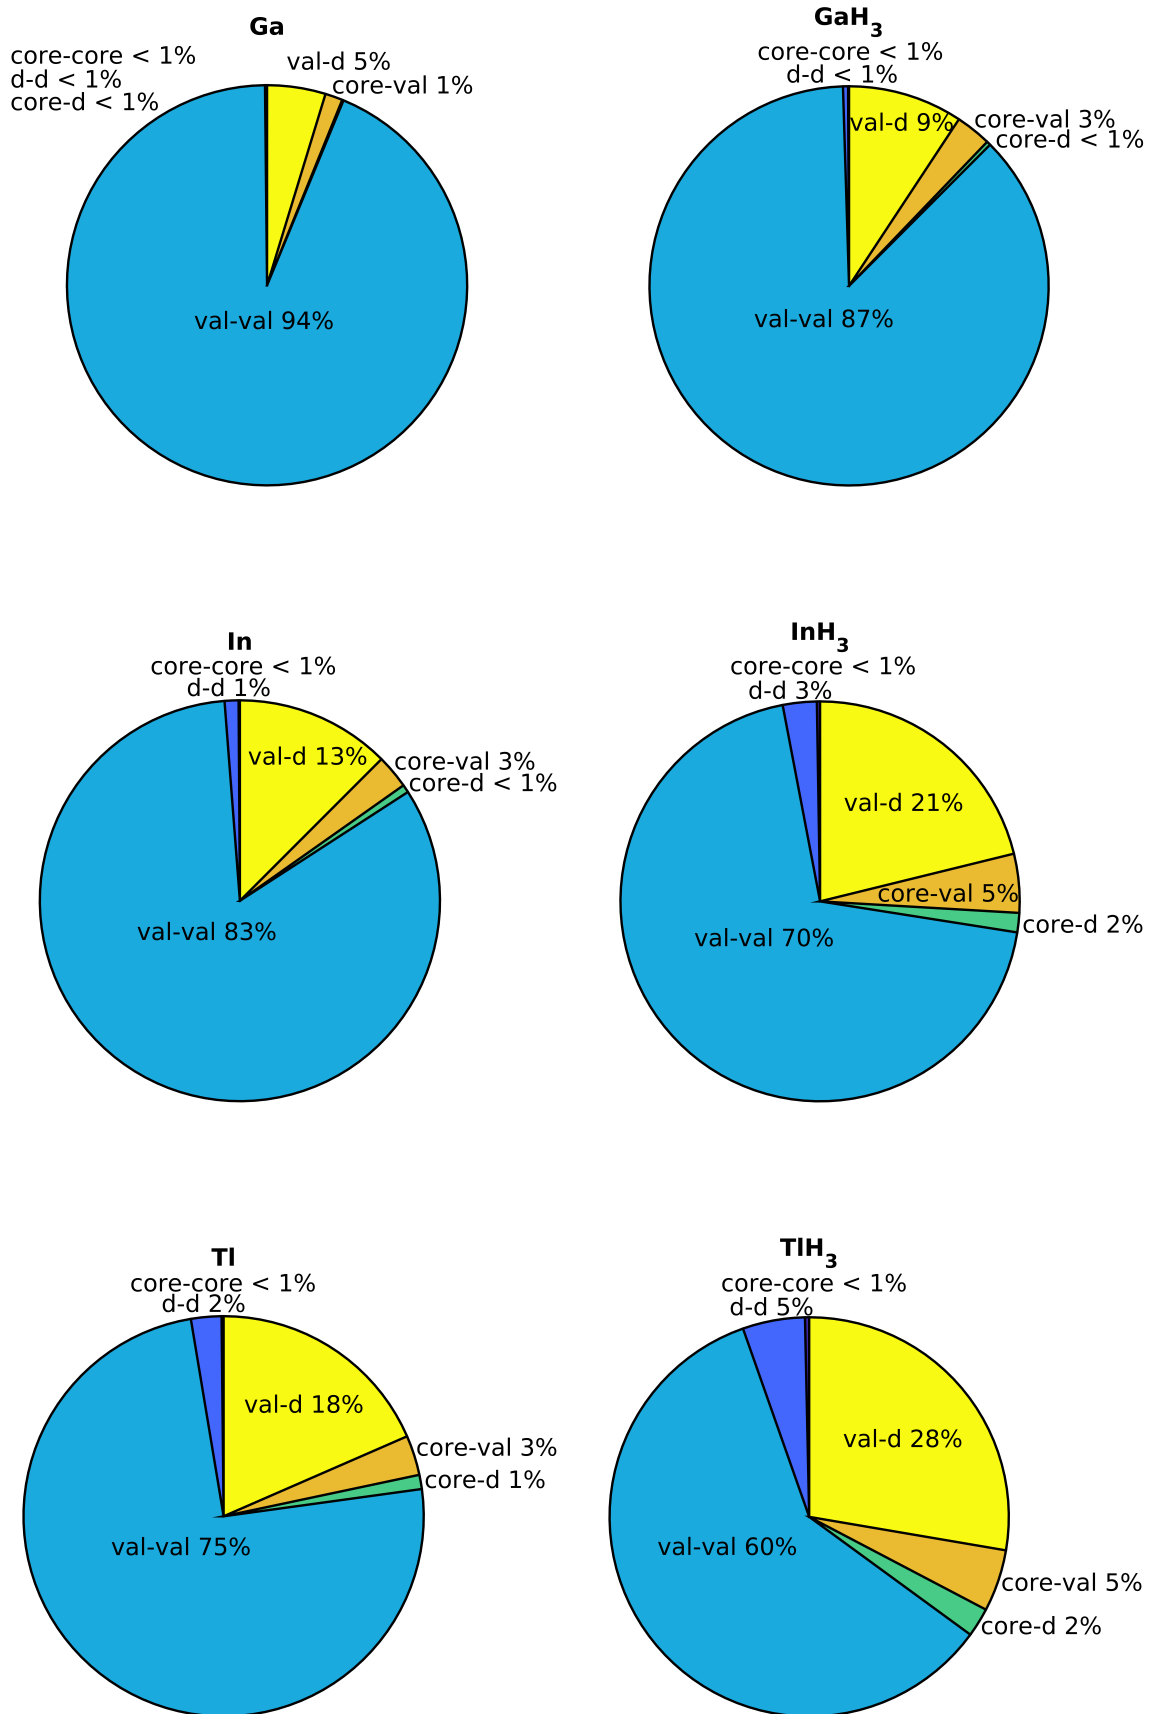 Ga
core-core < 1%
d-d < 1%
core-d < 1%
val-d 5%
core-val 1%
val-val 94%
GaH3
core-core < 1%
d-d < 1%
val-d 9%
core-val 3%
core-d < 1%
val-val 87%
In
core-core < 1%
d-d 1%
val-d 13%
core-val 3%
core-d < 1%
val-val 83%
InH3
core-core < 1%
d-d 3%
val-d 21%
core-val 5%
core-d 2%
val-val 70%
Tl
core-core < 1%
d-d 2%
val-d 18%
core-val 3%
core-d 1%
val-val 75%
TlH3
core-core < 1%
d-d 5%
val-d 28%
val-val 60%
core-val 5%
core-d 2%